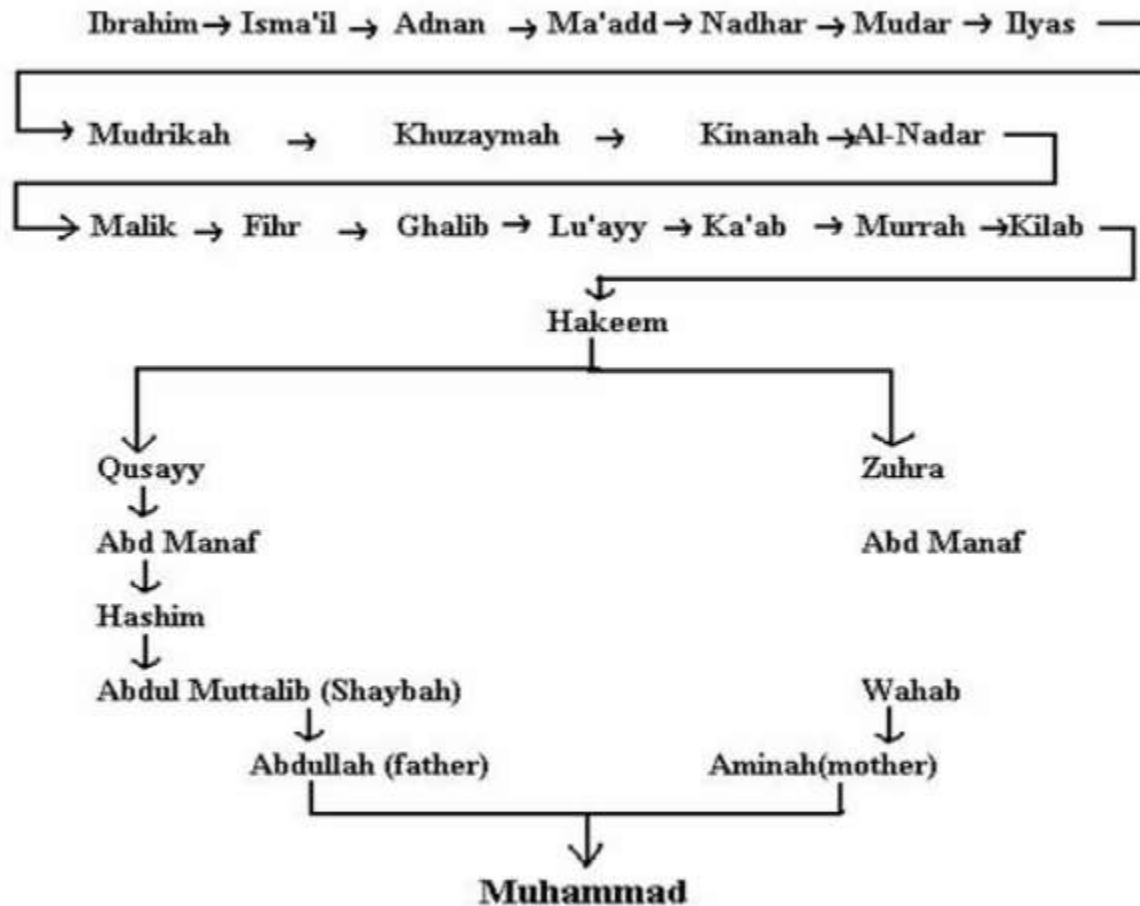 Ibrahim → Isma'il → Adnan → Ma'add → Nadhar → Mudar → Ilyas
Mudrikah → Khuzaymah → Kinanah → Al-Nadar
Malik → Fihr → Ghalib → Lu'ayy → Ka'ab → Murrah → Kilab
Hakeem
Qusayy Zuhra
Abd Manaf Abd Manaf
Hashim
Abdul Muttalib (Shaybah) Wahab
Abdullah (father) Aminah(mother)
Muhammad